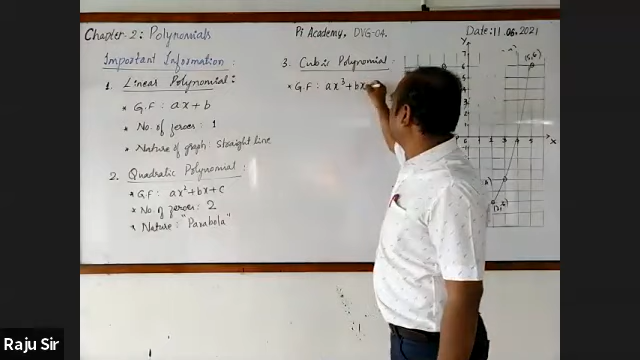 Chapter-2: Polynomials
Pi Academy, DVG-04.
Date: 11.06.2021
Important Information:
1. Linear Polynomial:
* G.F: ax + b
* No. of zeroes: 1
* Nature of graph: Straight line
2. Quadratic Polynomial:
* G.F: ax²+bx+c
* No. of zeroes: 2
* Nature: "Parabola"
3. Cubic Polynomial:
* G.F: ax³+bx
Y
X
Raju Sir